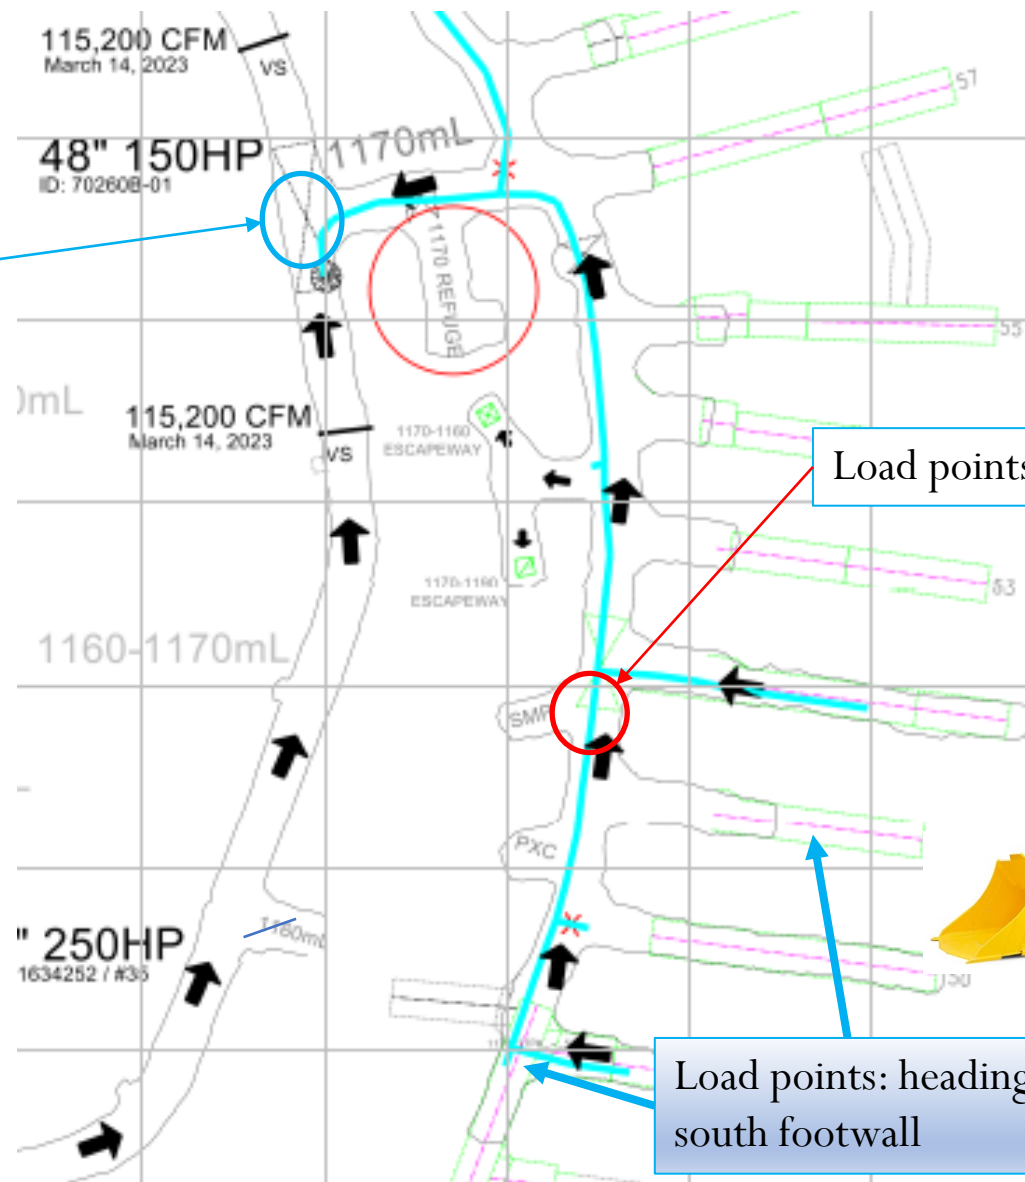 115,200 CFM
March 14, 2023
VS
57
48" 150HP
ID: 70260B-01
1170mL
1170 REFUGE
55
0mL
115,200 CFM
March 14, 2023
VS
1170-1160
ESCAPEWAY
Load points
53
1170-1190
ESCAPEWAY
1160-1170mL
SMP
PXC
1160mL
" 250HP
1634252 / #36
150
Load points: heading
south footwall